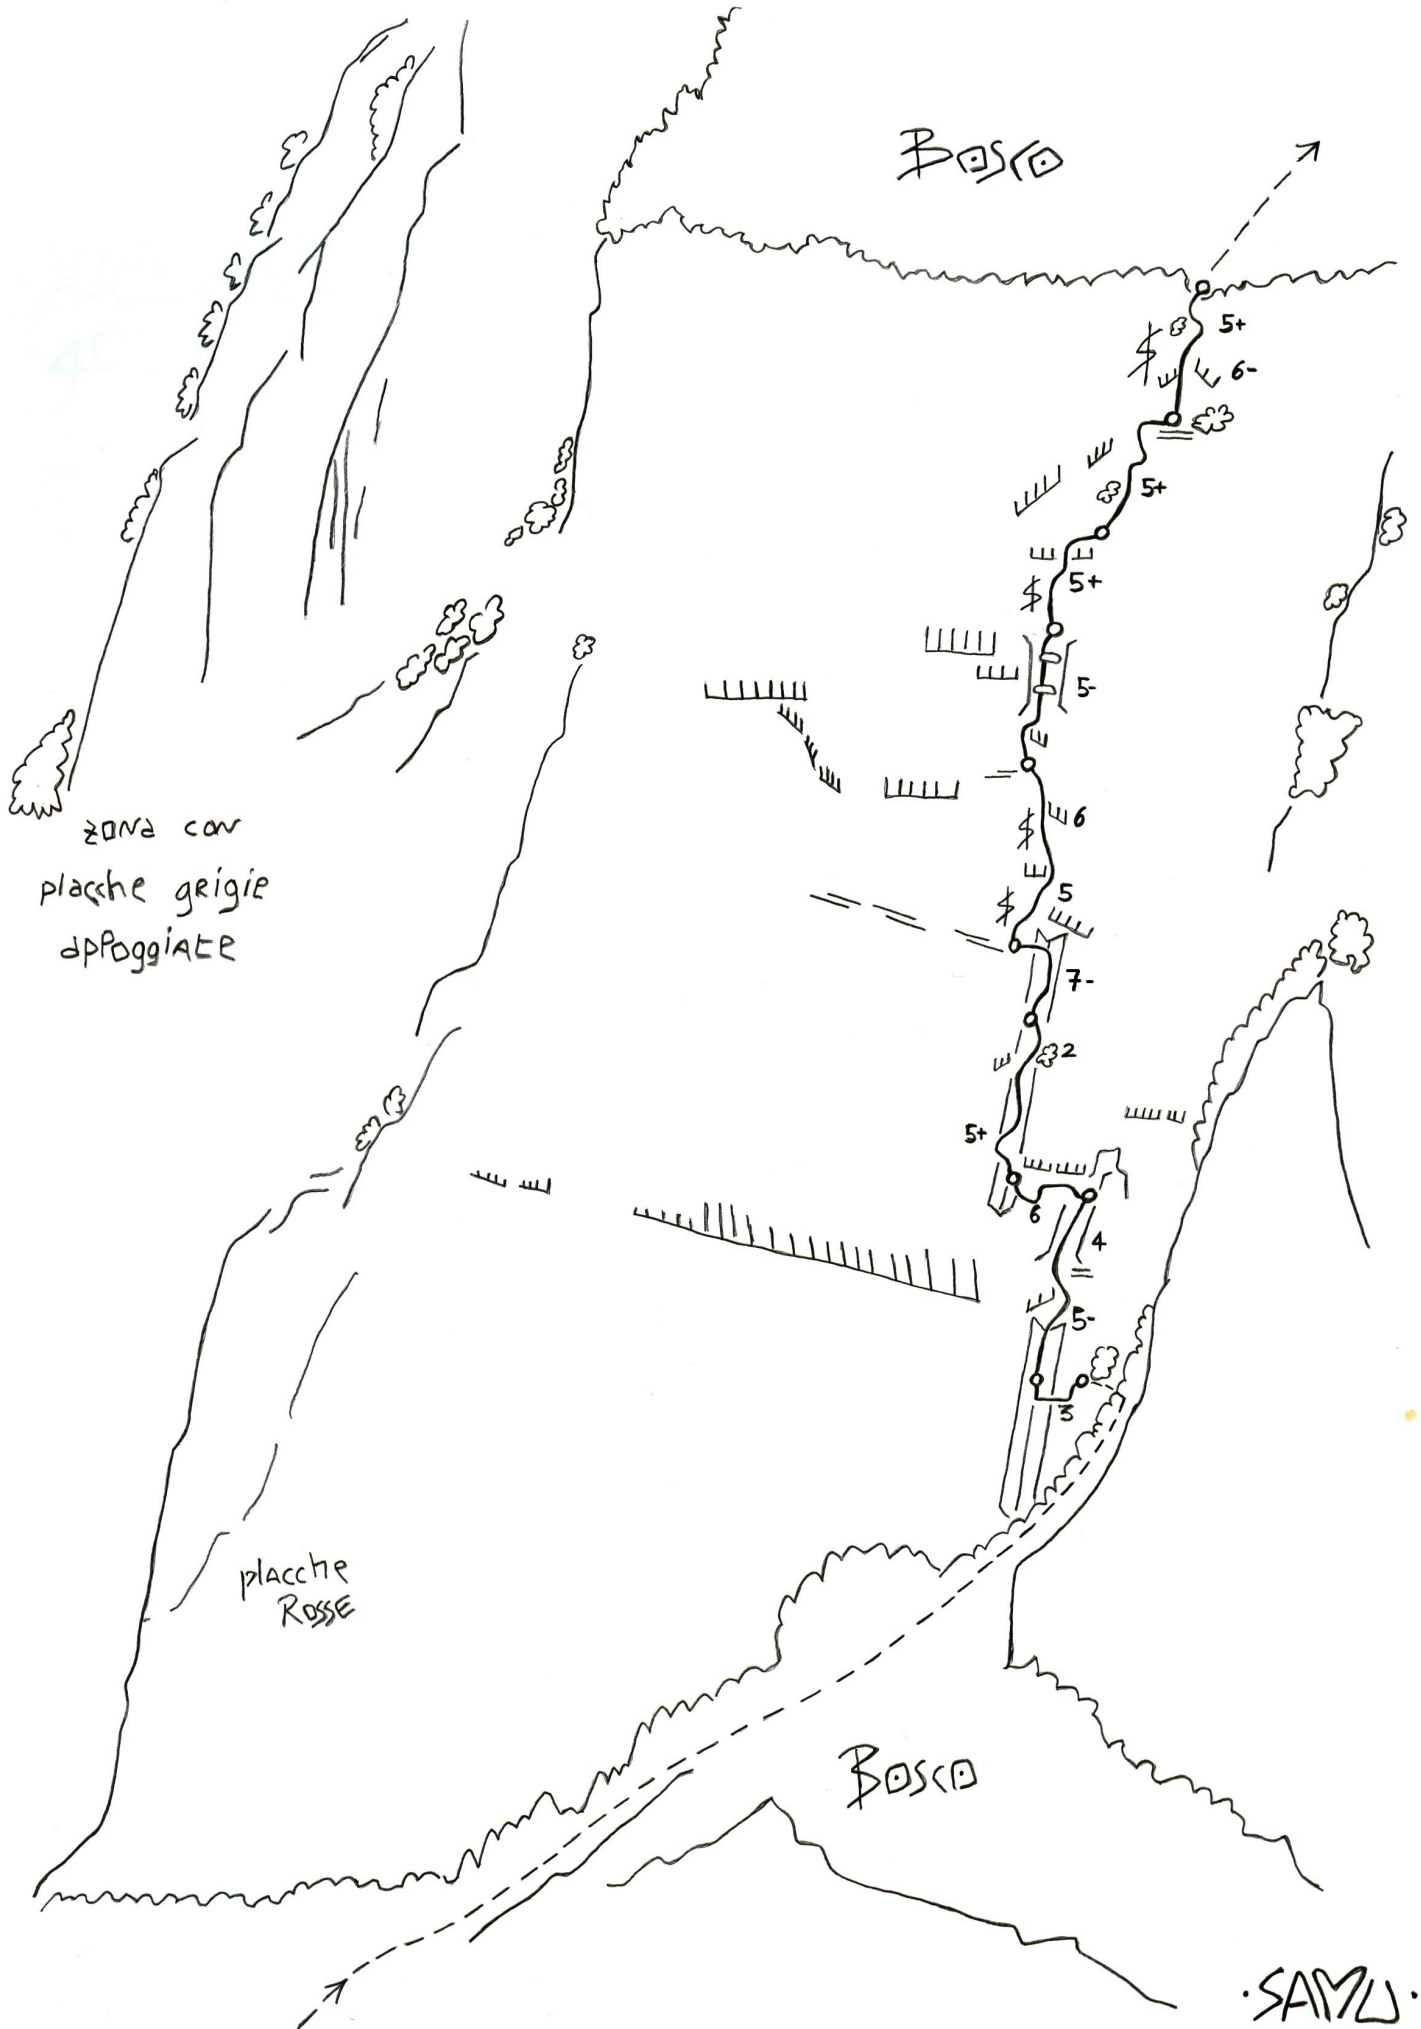 BOSCO
5+
6-
5+
5+
5-
zona con
placche grigie
appoggiate
6
5
7-
2
5+
6
4
5-
3
placche
Rosse
BOSCO
·SAMU·